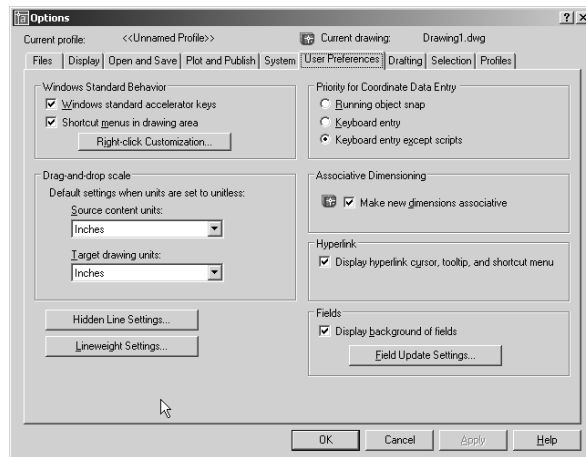 Options
Current profile: <<Unnamed Profile>> Current drawing: Drawing1.dwg
Files Display Open and Save Plot and Publish System User Preferences Drafting Selection Profiles
Windows Standard Behavior
Windows standard accelerator keys
Shortcut menus in drawing area
Right-click Customization...
Drag-and-drop scale
Default settings when units are set to unitless:
Source content units:
Inches
Target drawing units:
Inches
Hidden Line Settings...
Lineweight Settings...
Priority for Coordinate Data Entry
Running object snap
Keyboard entry
Keyboard entry except scripts
Associative Dimensioning
Make new dimensions associative
Hyperlink
Display hyperlink cursor, tooltip, and shortcut menu
Fields
Display background of fields
Field Update Settings...
OK Cancel Apply Help